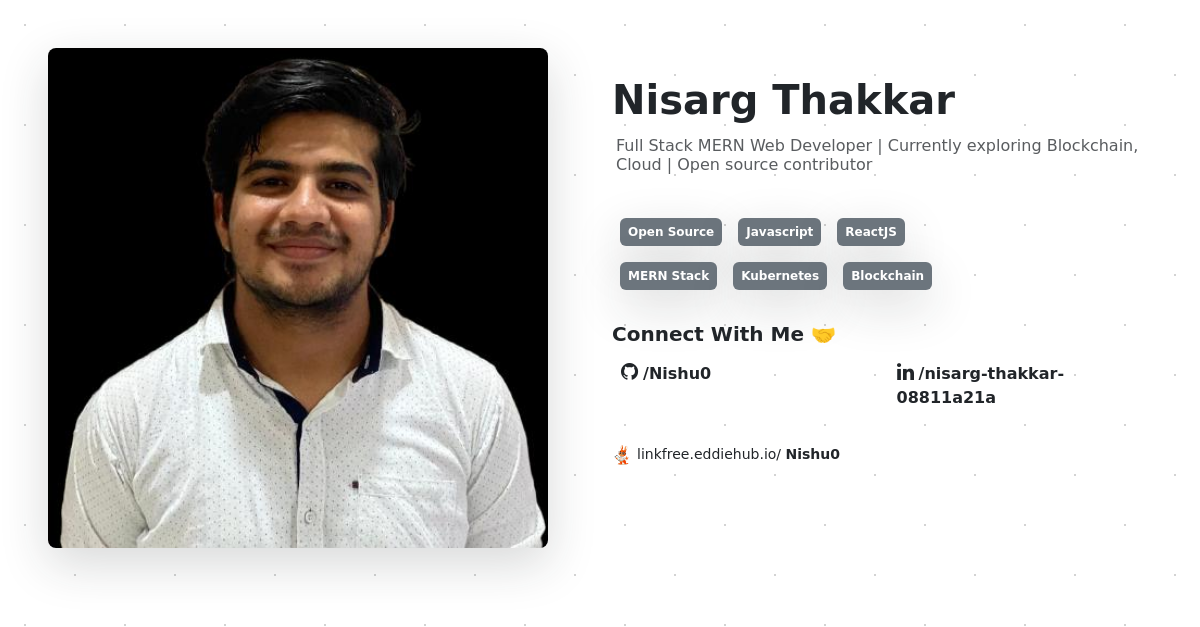 Nisarg Thakkar
Full Stack MERN Web Developer | Currently exploring Blockchain,
Cloud | Open source contributor
Open Source Javascript ReactJS
MERN Stack Kubernetes Blockchain
Connect With Me 🤝
/Nishu0
in /nisarg-thakkar-
08811a21a
linkfree.eddiehub.io/ Nishu0